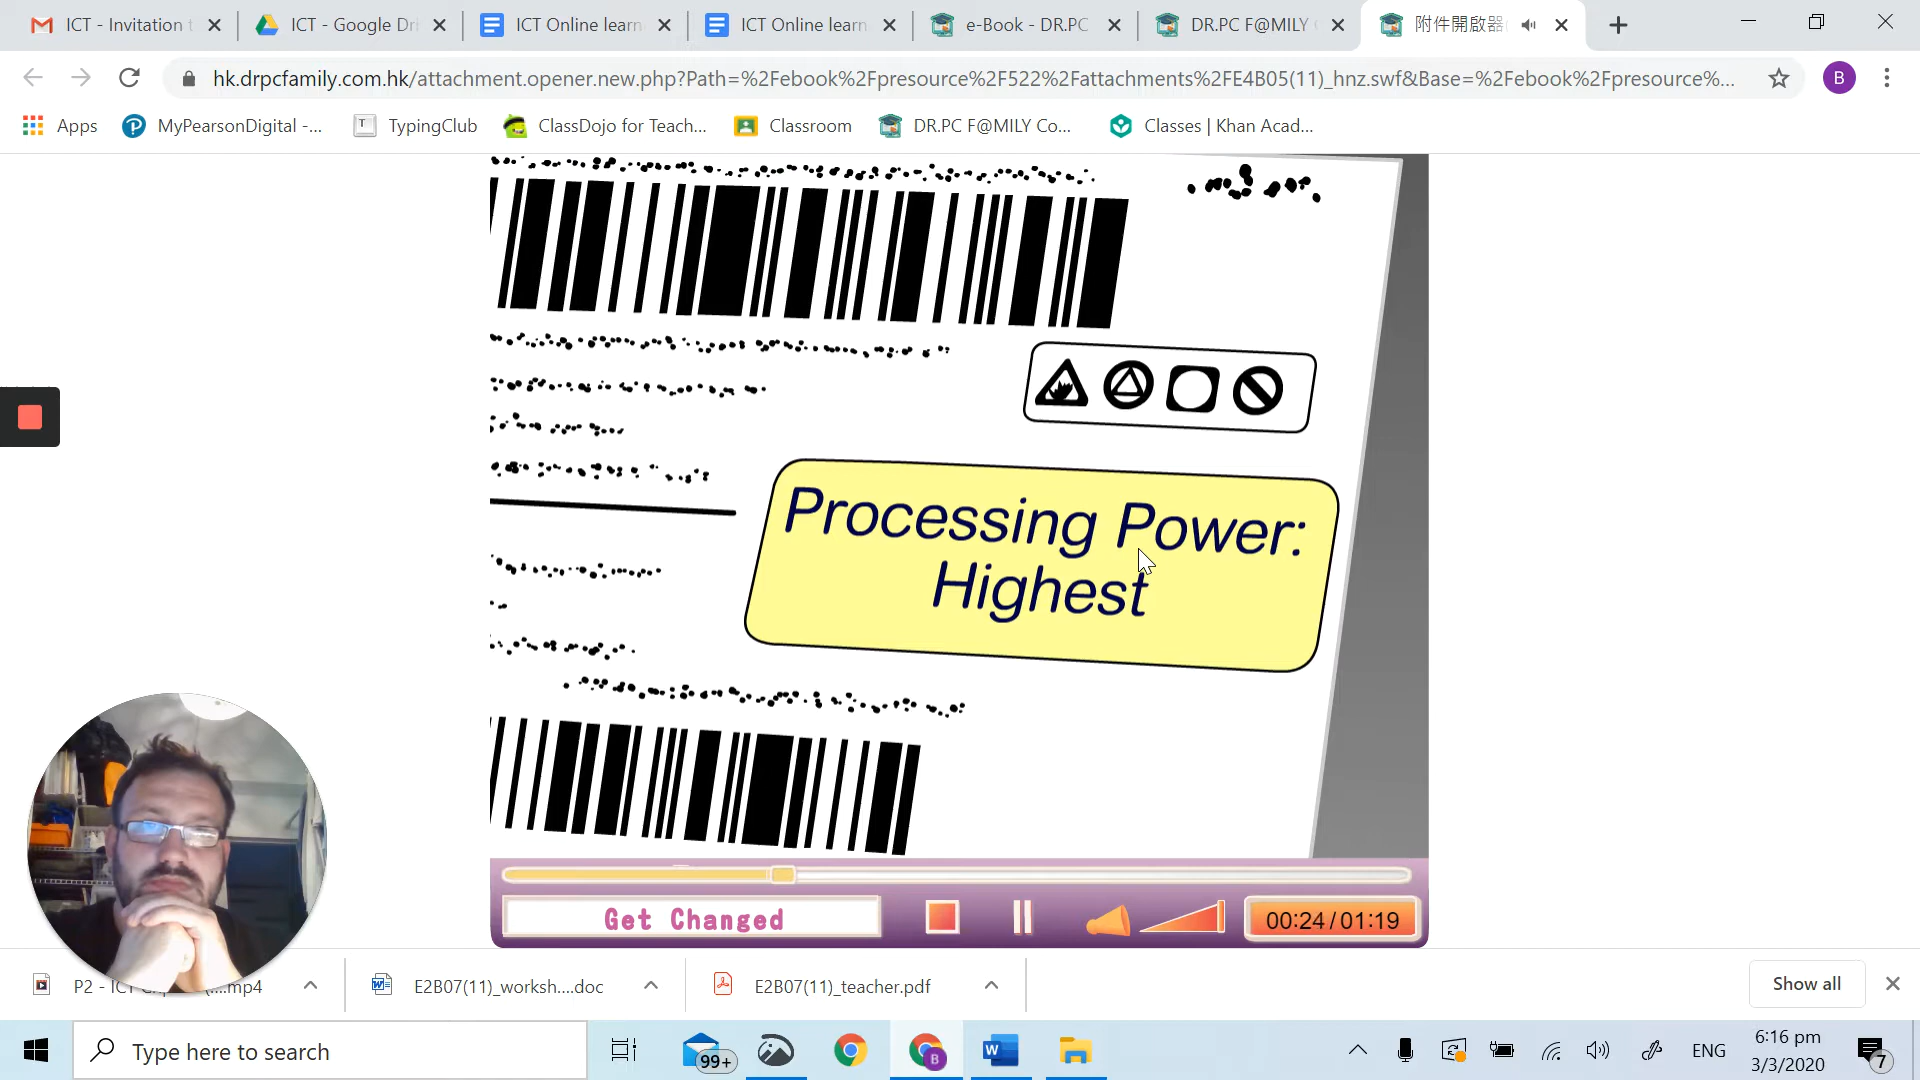 ICT - Invitation t
ICT - Google Dri
ICT Online learn
ICT Online learn
e-Book - DR.PC
DR.PC F@MILY C
附件開啟器
hk.drpcfamily.com.hk/attachment.opener.new.php?Path=%2Febook%2Fpresource%2F522%2Fattachments%2FE4B05(11)_hnz.swf&Base=%2Febook%2Fpresource%...
B
Apps
MyPearsonDigital -...
TypingClub
ClassDojo for Teach...
Classroom
DR.PC F@MILY Co...
Classes | Khan Acad...
Processing Power:
Highest
Get Changed
00:24/01:19
P2 - ICT
(....mp4
E2B07(11)_worksh....doc
E2B07(11)_teacher.pdf
Show all
Type here to search
99+
B
W
ENG
6:16 pm
3/3/2020
7